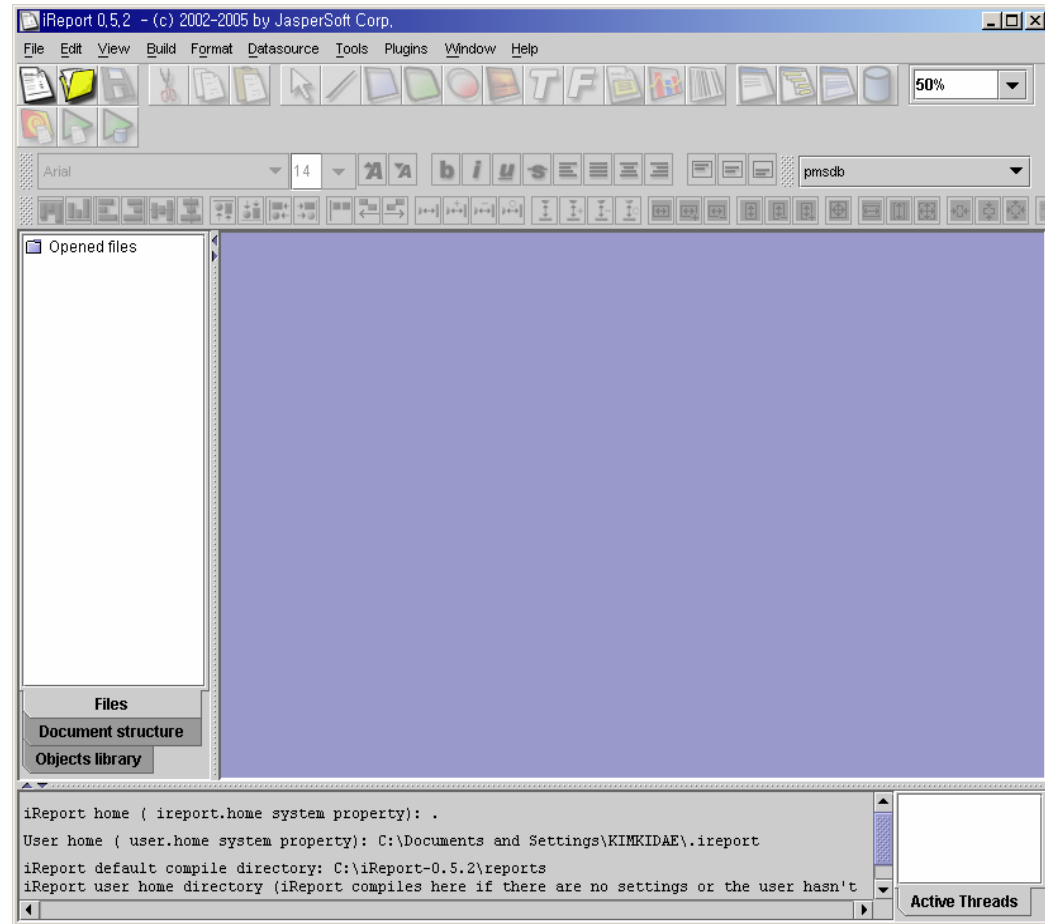 iReport 0,5,2 - (c) 2002-2005 by JasperSoft Corp,
File Edit View Build Format Datasource Tools Plugins Window Help
50%
Arial 14 b i u s pmsdb
Opened files
Files
Document structure
Objects library
iReport home ( ireport.home system property): .
User home ( user.home system property): C:\Documents and Settings\KIMKIDAE\.ireport
iReport default compile directory: C:\iReport-0.5.2\reports
iReport user home directory (iReport compiles here if there are no settings or the user hasn't
Active Threads